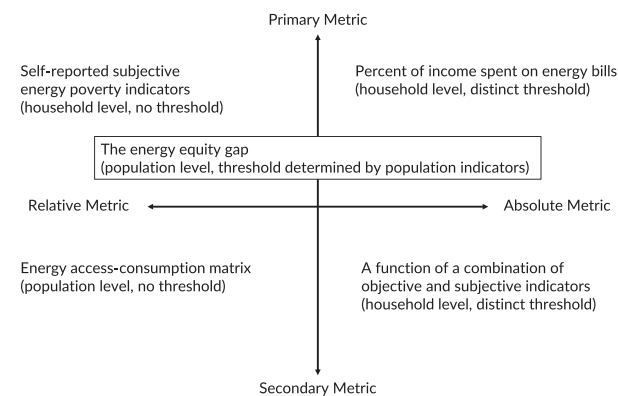 Primary Metric
Self-reported subjective
energy poverty indicators
(household level, no threshold)
Percent of income spent on energy bills
(household level, distinct threshold)
The energy equity gap
(population level, threshold determined by population indicators)
Relative Metric
Absolute Metric
Energy access-consumption matrix
(population level, no threshold)
A function of a combination of
objective and subjective indicators
(household level, distinct threshold)
Secondary Metric